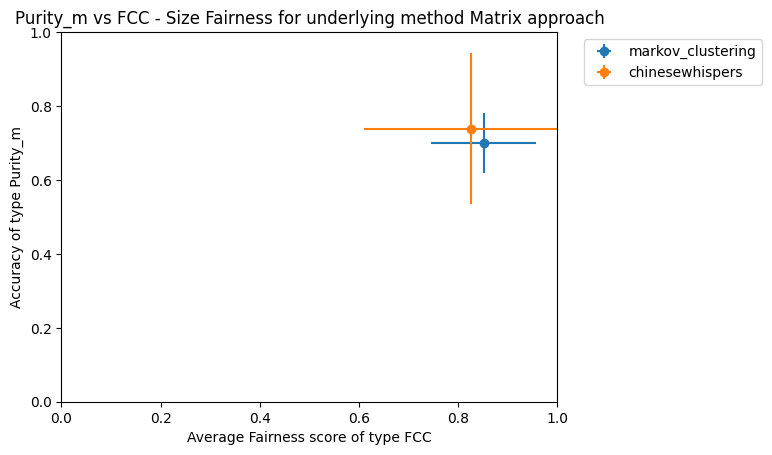 Purity_m vs FCC - Size Fairness for underlying method Matrix approach
markov_clustering
chinesewhispers
Accuracy of type Purity_m
1.0
0.8
0.6
0.4
0.2
0.0
0.0 0.2 0.4 0.6 0.8 1.0
Average Fairness score of type FCC